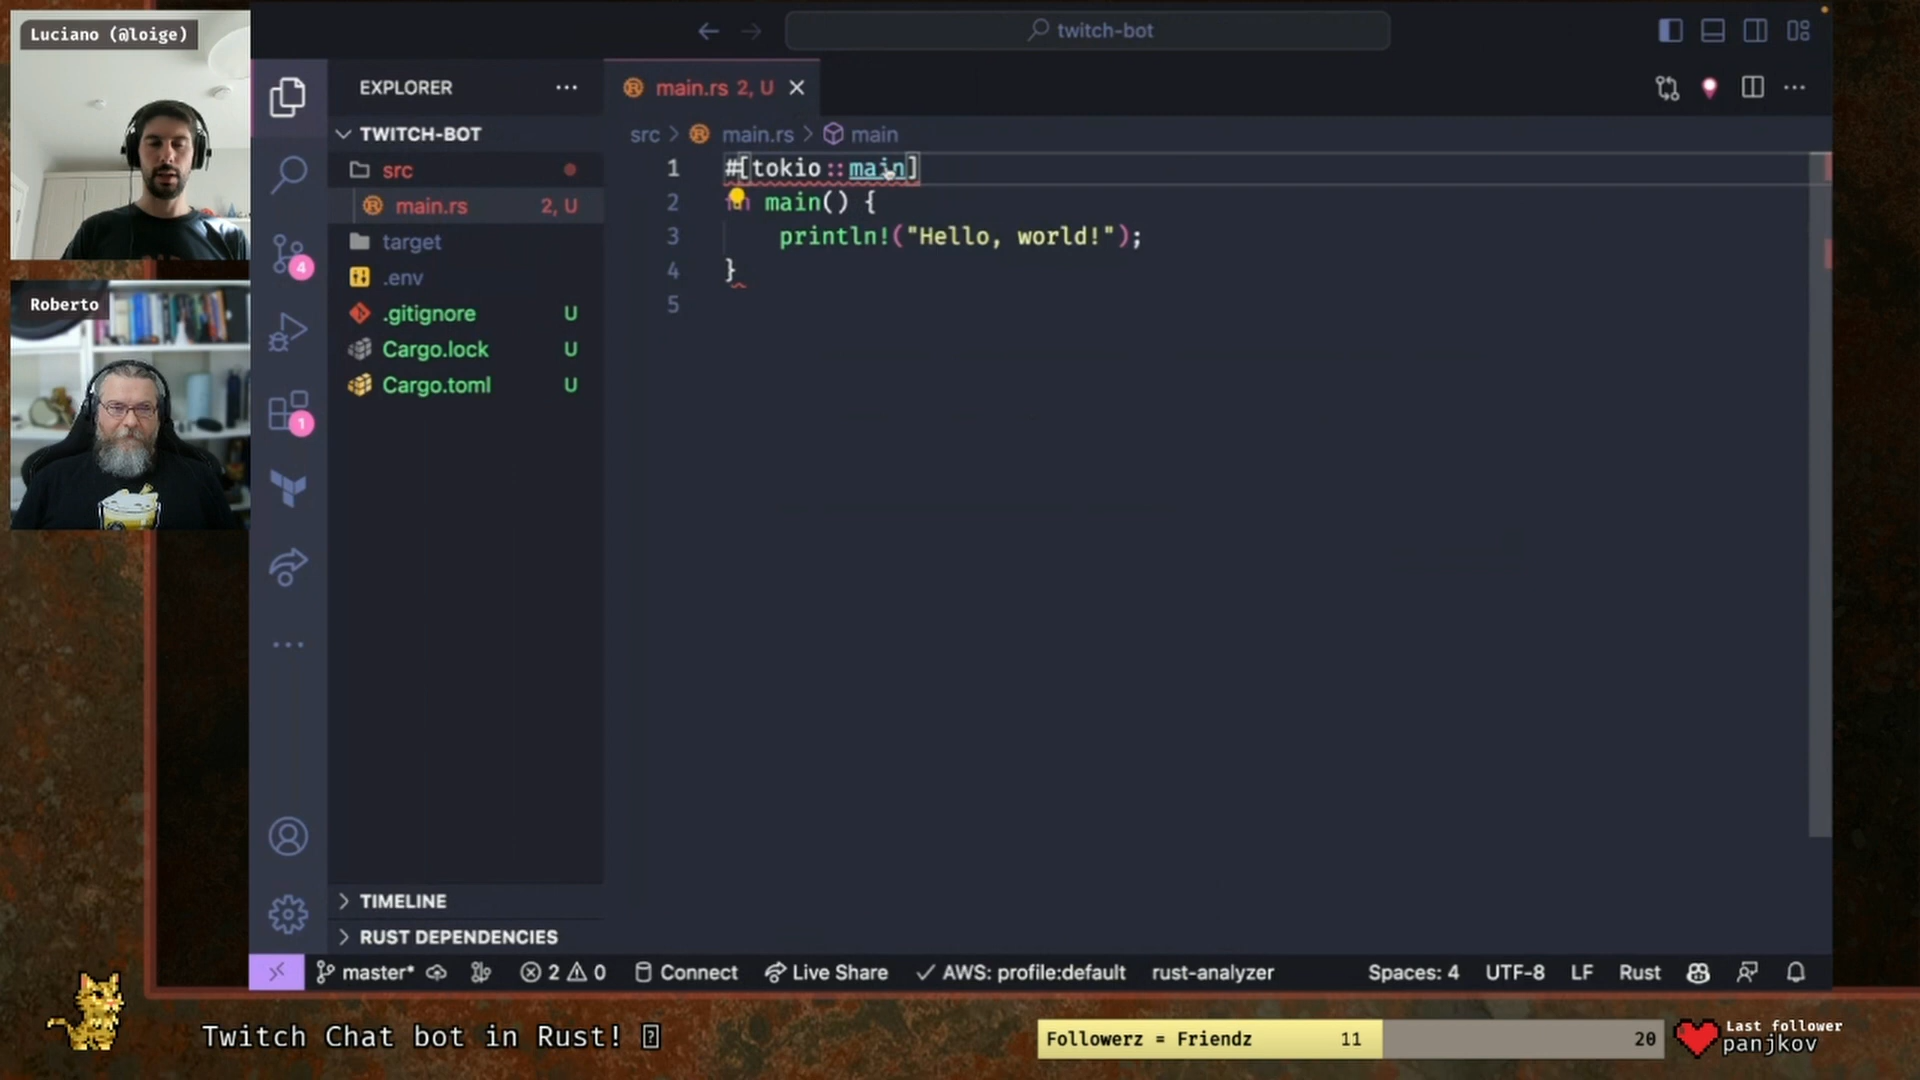 Luciano (@loige)
Roberto
twitch-bot
EXPLORER
TWITCH-BOT
src
main.rs 2, U
target
.env
.gitignore U
Cargo.lock U
Cargo.toml U
4
1
TIMELINE
RUST DEPENDENCIES
main.rs 2, U
src > main.rs > main
1 #[tokio::main]
2 main() {
3 println!("Hello, world!");
4 }
5
master* 2 0 Connect Live Share AWS: profile:default rust-analyzer Spaces: 4 UTF-8 LF Rust
Twitch Chat bot in Rust!
Followerz = Friendz 11 20
Last follower
panjkov